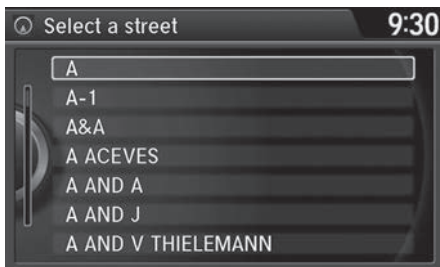 Select a street
9:30
A
A-1
A&A
A ACEVES
A AND A
A AND J
A AND V THIELEMANN